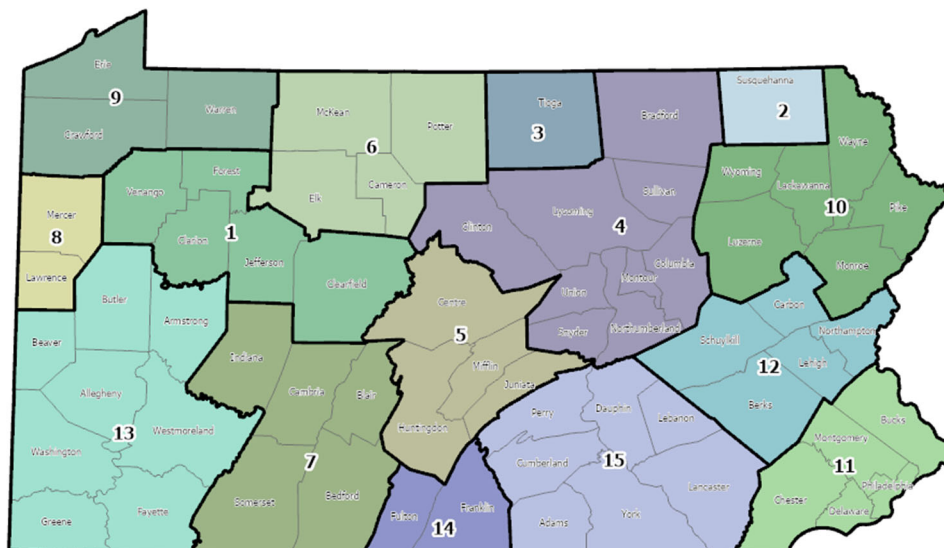 Erie
9
Warren
Crawford
McKean
6
Potter
Cameron
Elk
Tioga
3
Bradford
Susquehanna
2
Wayne
Wyoming
Lackawanna
Pike
10
Luzerne
Monroe
Sullivan
Lycoming
4
Clinton
Columbia
Montour
Union
Snyder
Northumberland
Forest
Venango
Clarion
1
Jefferson
Clearfield
Mercer
8
Lawrence
Butler
Armstrong
Beaver
Allegheny
13
Westmoreland
Washington
Greene
Fayette
Indiana
Cambria
Blair
7
Somerset
Bedford
Centre
5
Mifflin
Juniata
Huntingdon
Carbon
Northampton
Schuylkill
12
Lehigh
Berks
Perry
Dauphin
Lebanon
Cumberland
15
Lancaster
Adams
York
Fulton
Franklin
14
Bucks
Montgomery
11
Philadelphia
Chester
Delaware